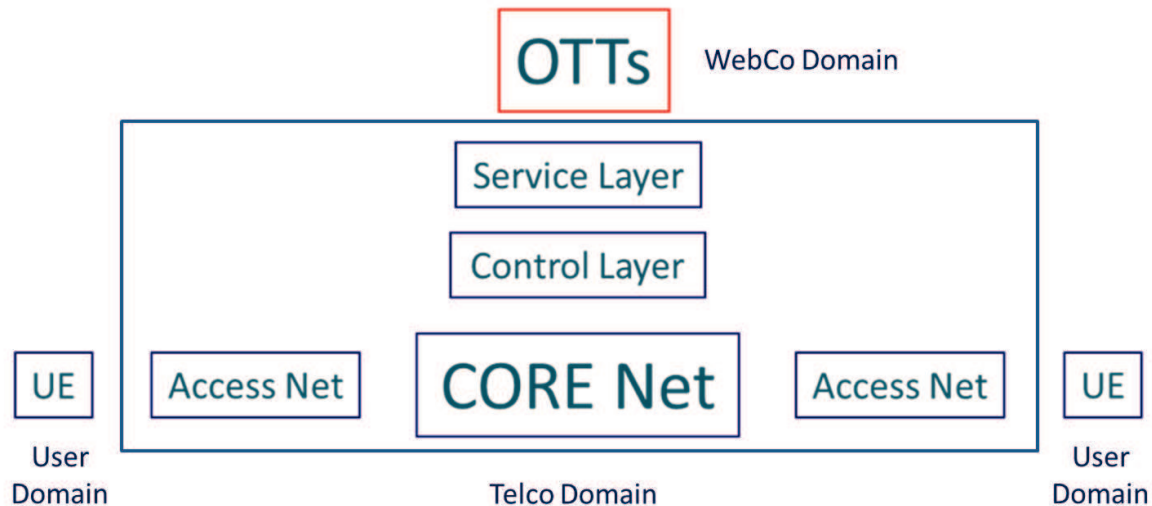 OTTs
WebCo Domain
Service Layer
Control Layer
UE
Access Net
CORE Net
Access Net
UE
User
Domain
Telco Domain
User
Domain